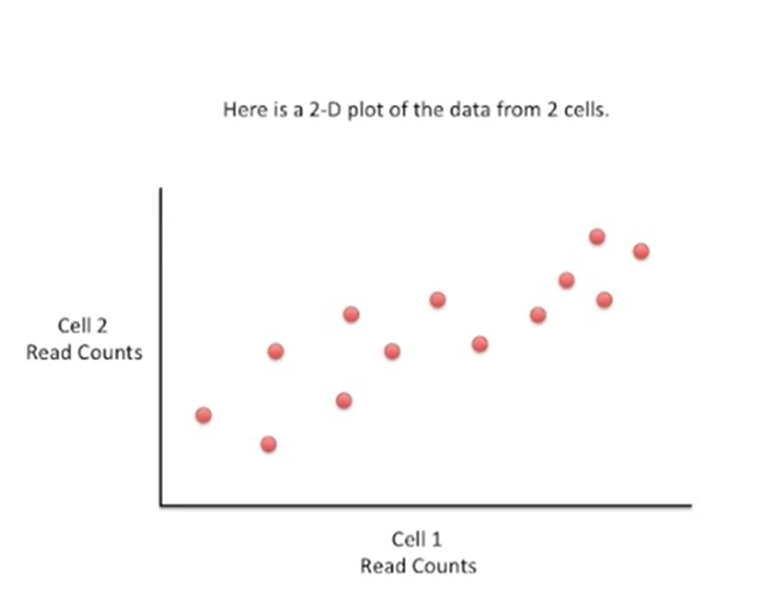 Here is a 2-D plot of the data from 2 cells.
Cell 2
Read Counts
Cell 1
Read Counts